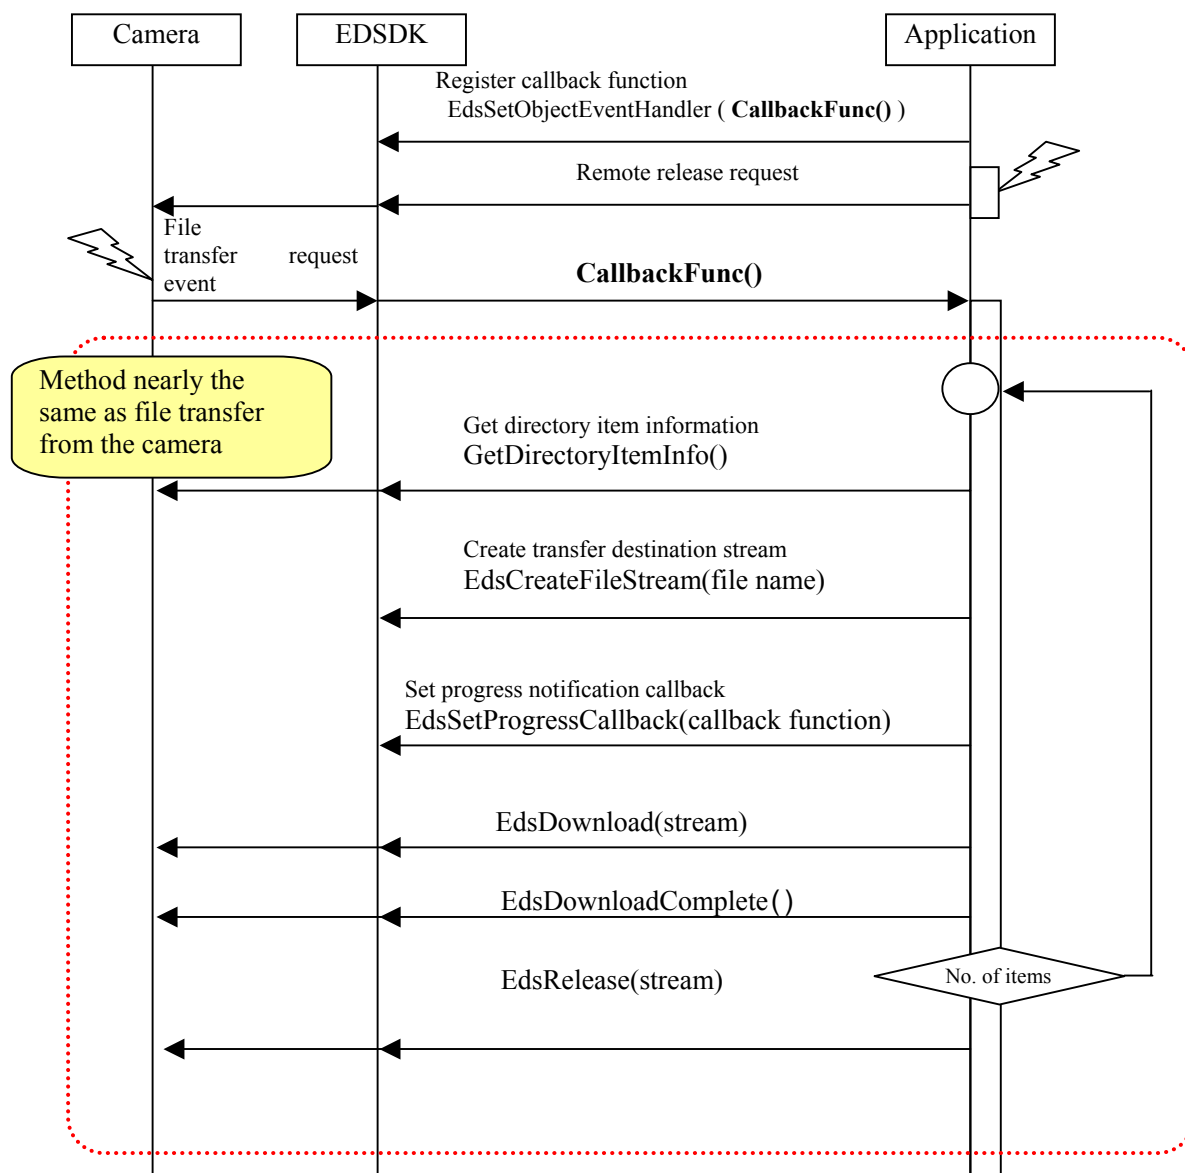 Camera
EDSDK
Application
Register callback function
EdsSetObjectEventHandler ( CallbackFunc() )
Remote release request
File
transfer request
event
CallbackFunc()
Method nearly the
same as file transfer
from the camera
Get directory item information
GetDirectoryItemInfo()
Create transfer destination stream
EdsCreateFileStream(file name)
Set progress notification callback
EdsSetProgressCallback(callback function)
EdsDownload(stream)
EdsDownloadComplete()
EdsRelease(stream)
No. of items